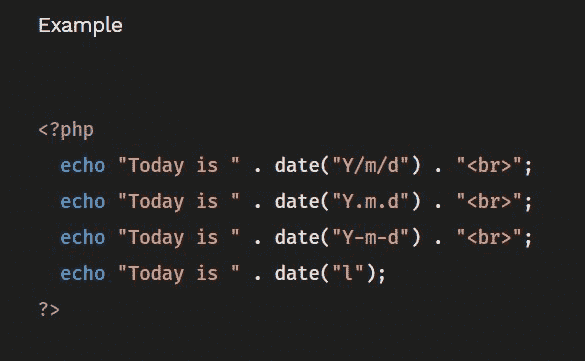 Example
<?php
echo "Today is " . date("Y/m/d") . "<br>";
echo "Today is " . date("Y.m.d") . "<br>";
echo "Today is " . date("Y-m-d") . "<br>";
echo "Today is " . date("l");
?>